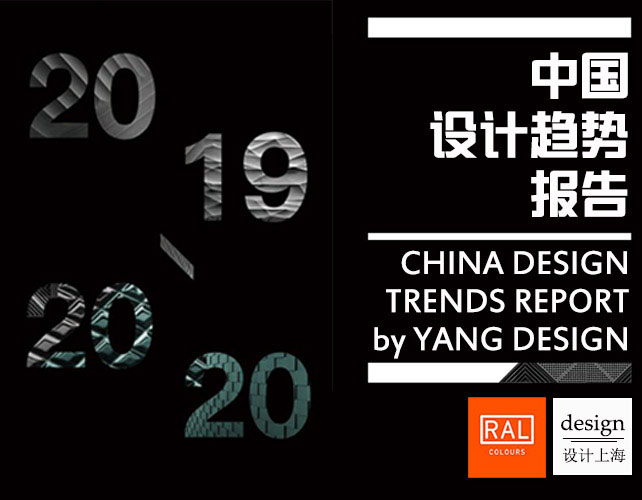 20
19
20
20
中国
设计趋势
报告
CHINA DESIGN
TRENDS REPORT
by YANG DESIGN
RAL
COLOURS
design
设计上海